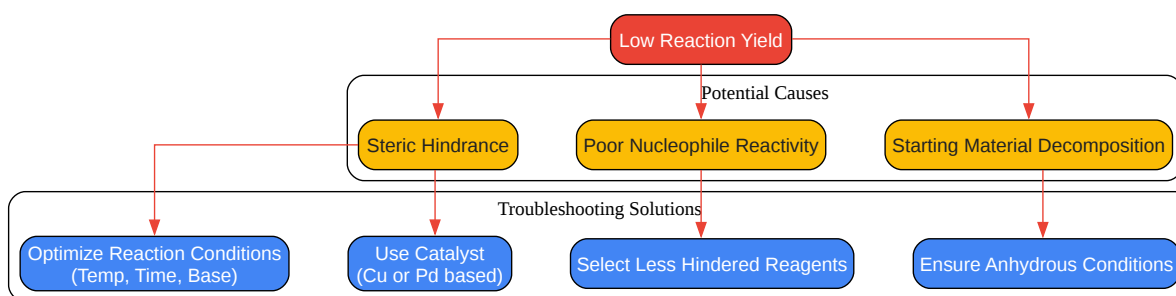 Low Reaction Yield
Potential Causes
Steric Hindrance
Poor Nucleophile Reactivity
Starting Material Decomposition
Troubleshooting Solutions
Optimize Reaction Conditions
(Temp, Time, Base)
Use Catalyst
(Cu or Pd based)
Select Less Hindered Reagents
Ensure Anhydrous Conditions